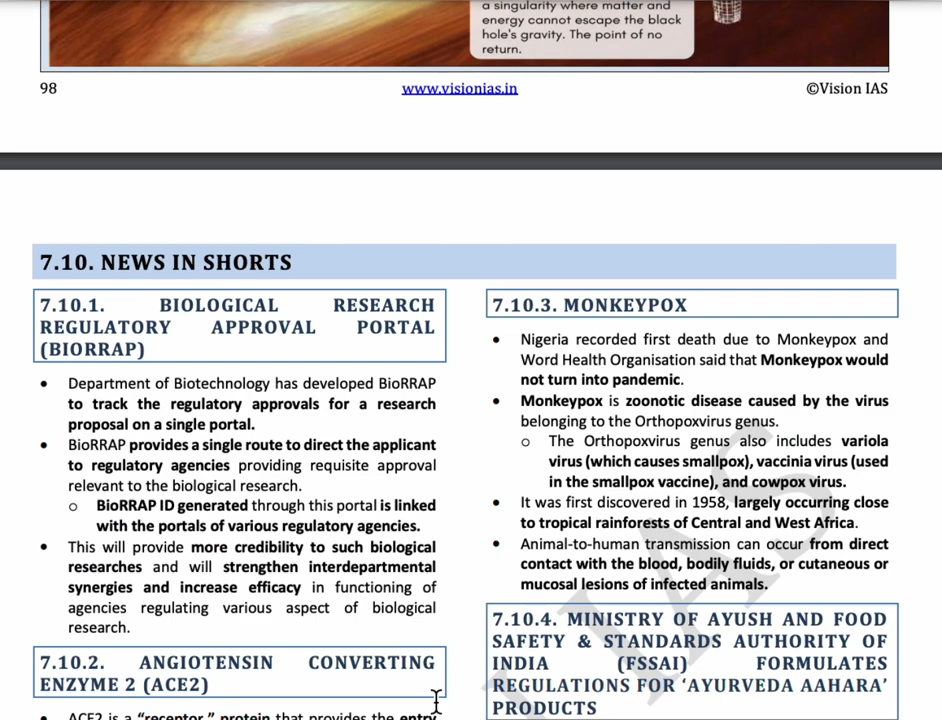 a singularity where matter and
energy cannot escape the black
hole's gravity. The point of no
return.
98
www.visionias.in
©Vision IAS
7.10. NEWS IN SHORTS
7.10.1. BIOLOGICAL RESEARCH
REGULATORY APPROVAL PORTAL
(BIORRAP)
• Department of Biotechnology has developed BioRRAP
to track the regulatory approvals for a research
proposal on a single portal.
• BioRRAP provides a single route to direct the applicant
to regulatory agencies providing requisite approval
relevant to the biological research.
o BioRRAP ID generated through this portal is linked
with the portals of various regulatory agencies.
• This will provide more credibility to such biological
researches and will strengthen interdepartmental
synergies and increase efficacy in functioning of
agencies regulating various aspect of biological
research.
7.10.2. ANGIOTENSIN CONVERTING
ENZYME 2 (ACE2)
• ACE2 is a "receptor" protein that provides the entry
7.10.3. MONKEYPOX
• Nigeria recorded first death due to Monkeypox and
Word Health Organisation said that Monkeypox would
not turn into pandemic.
• Monkeypox is zoonotic disease caused by the virus
belonging to the Orthopoxvirus genus.
o The Orthopoxvirus genus also includes variola
virus (which causes smallpox), vaccinia virus (used
in the smallpox vaccine), and cowpox virus.
• It was first discovered in 1958, largely occurring close
to tropical rainforests of Central and West Africa.
• Animal-to-human transmission can occur from direct
contact with the blood, bodily fluids, or cutaneous or
mucosal lesions of infected animals.
7.10.4. MINISTRY OF AYUSH AND FOOD
SAFETY & STANDARDS AUTHORITY OF
INDIA (FSSAI) FORMULATES
REGULATIONS FOR 'AYURVEDA AAHARA'
PRODUCTS
IAS